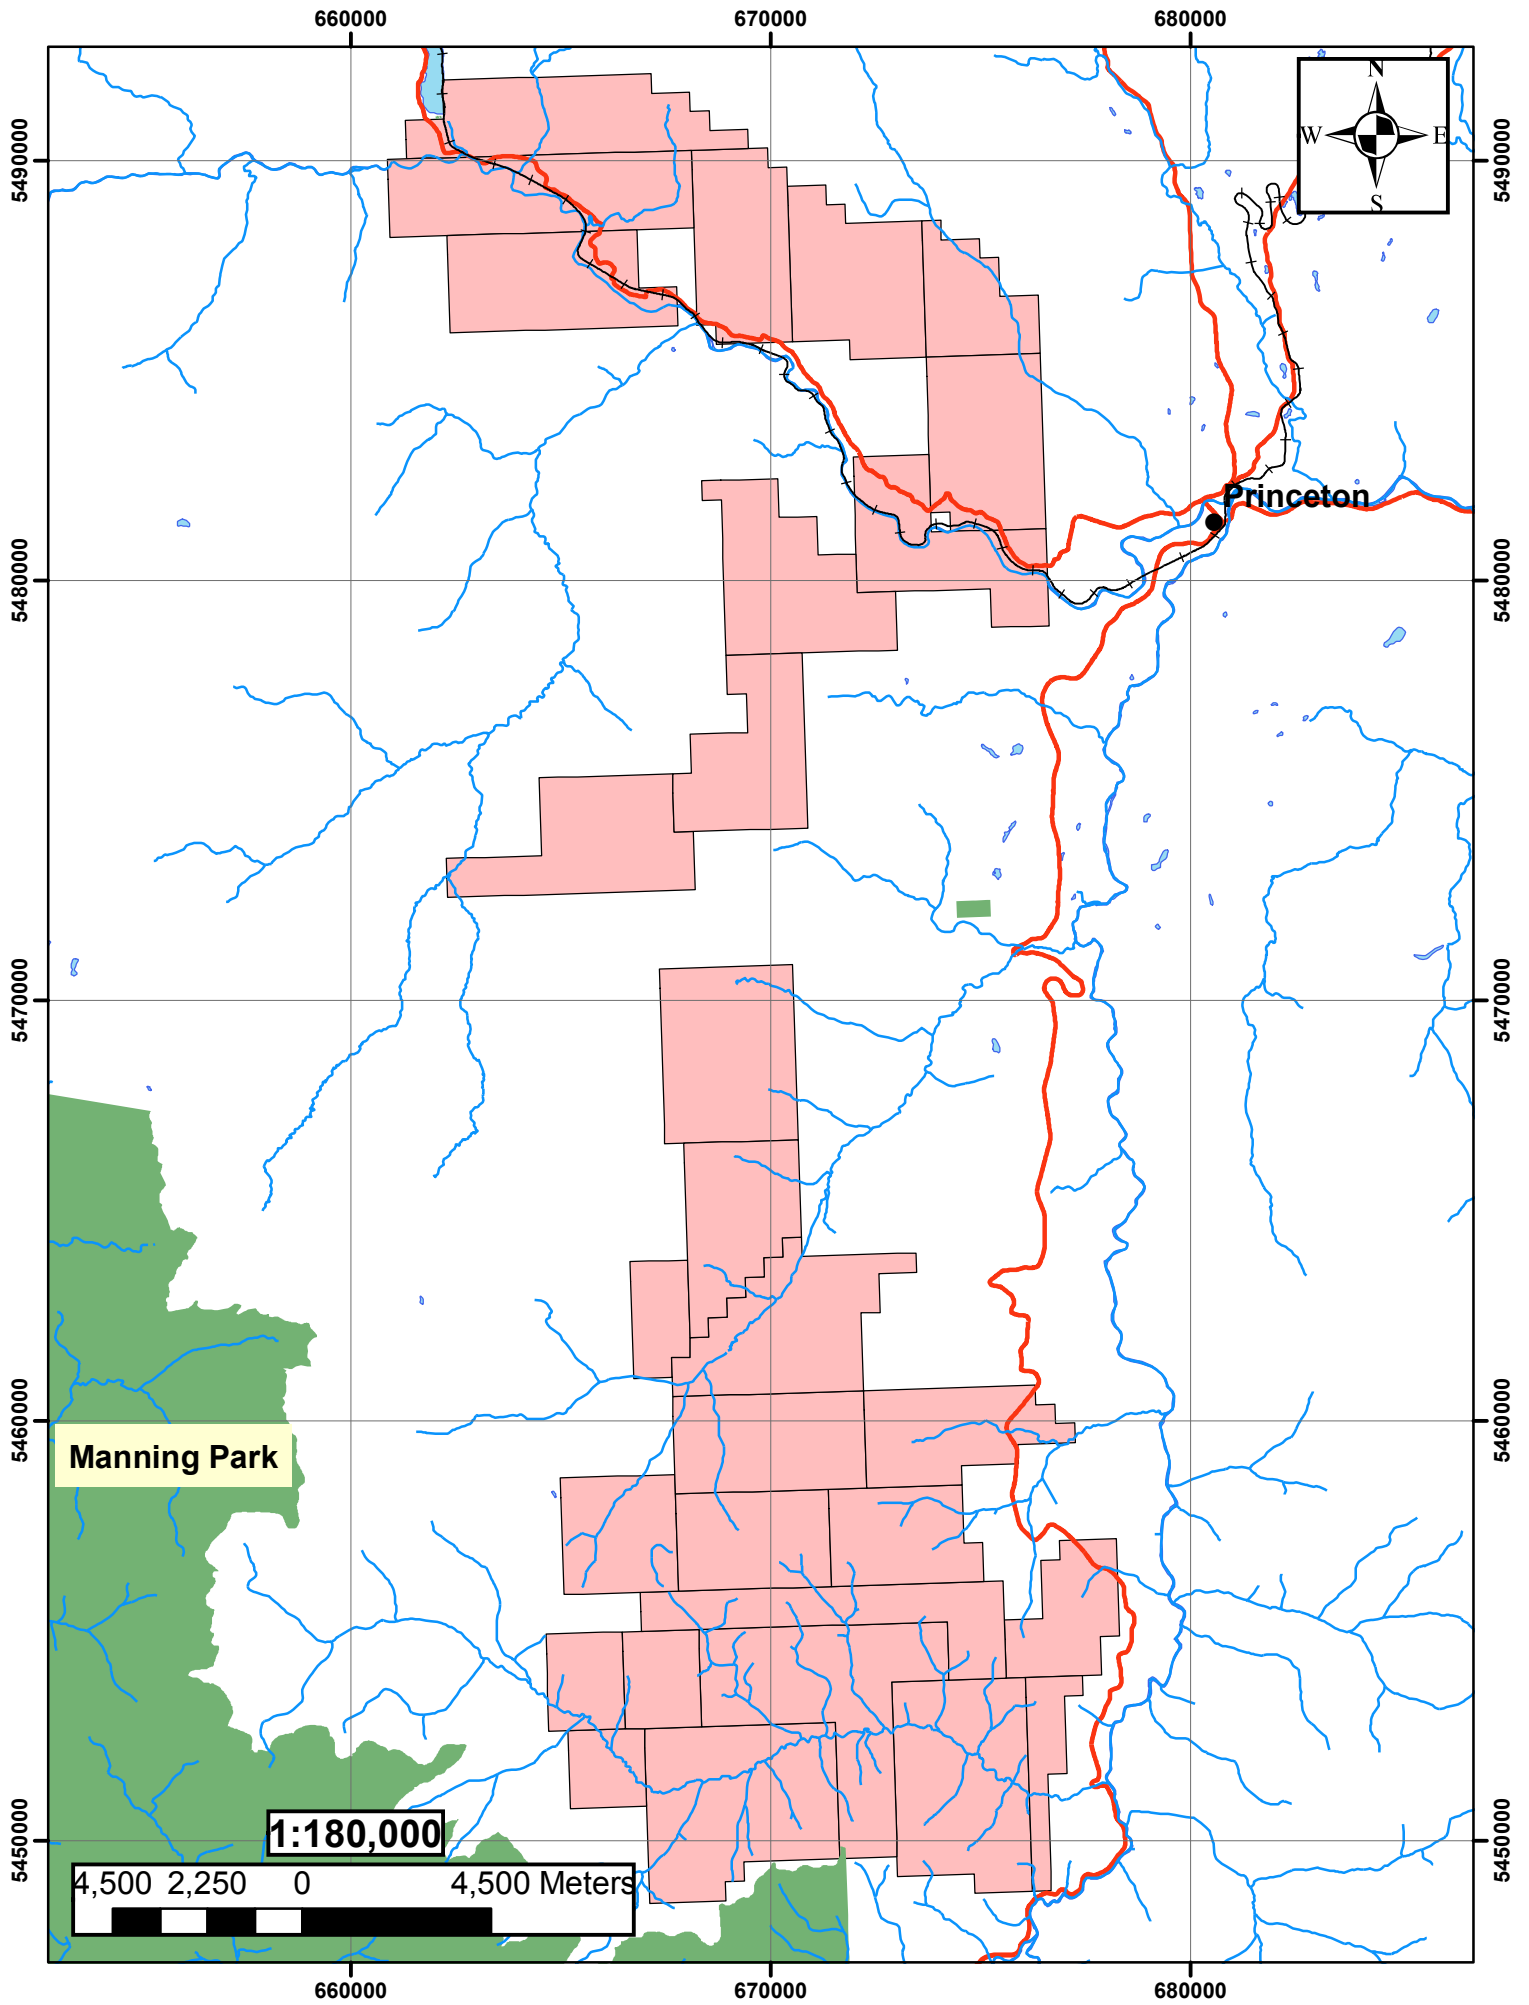 660000 670000 680000
N
W E
S
5490000 5490000
Princeton
5480000 5480000
5470000 5470000
5460000 5460000
Manning Park
5450000 5450000
1:180,000
4,500 2,250 0 4,500 Meters
660000 670000 680000